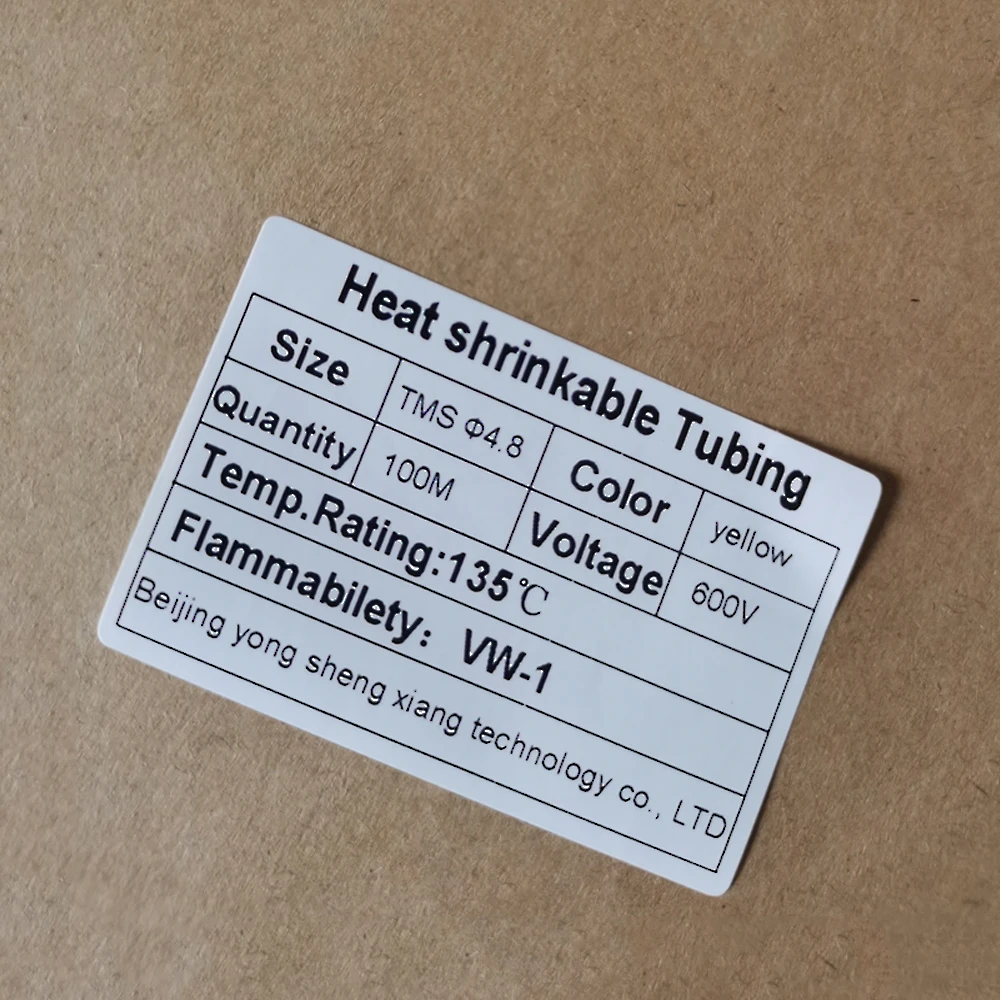 Heat shrinkable Tubing
Size TMS Φ4.8 Color yellow
Quantity 100M Voltage 600V
Temp.Rating:135℃
Flammabilety: VW-1
Beijing yong sheng xiang technology co., LTD